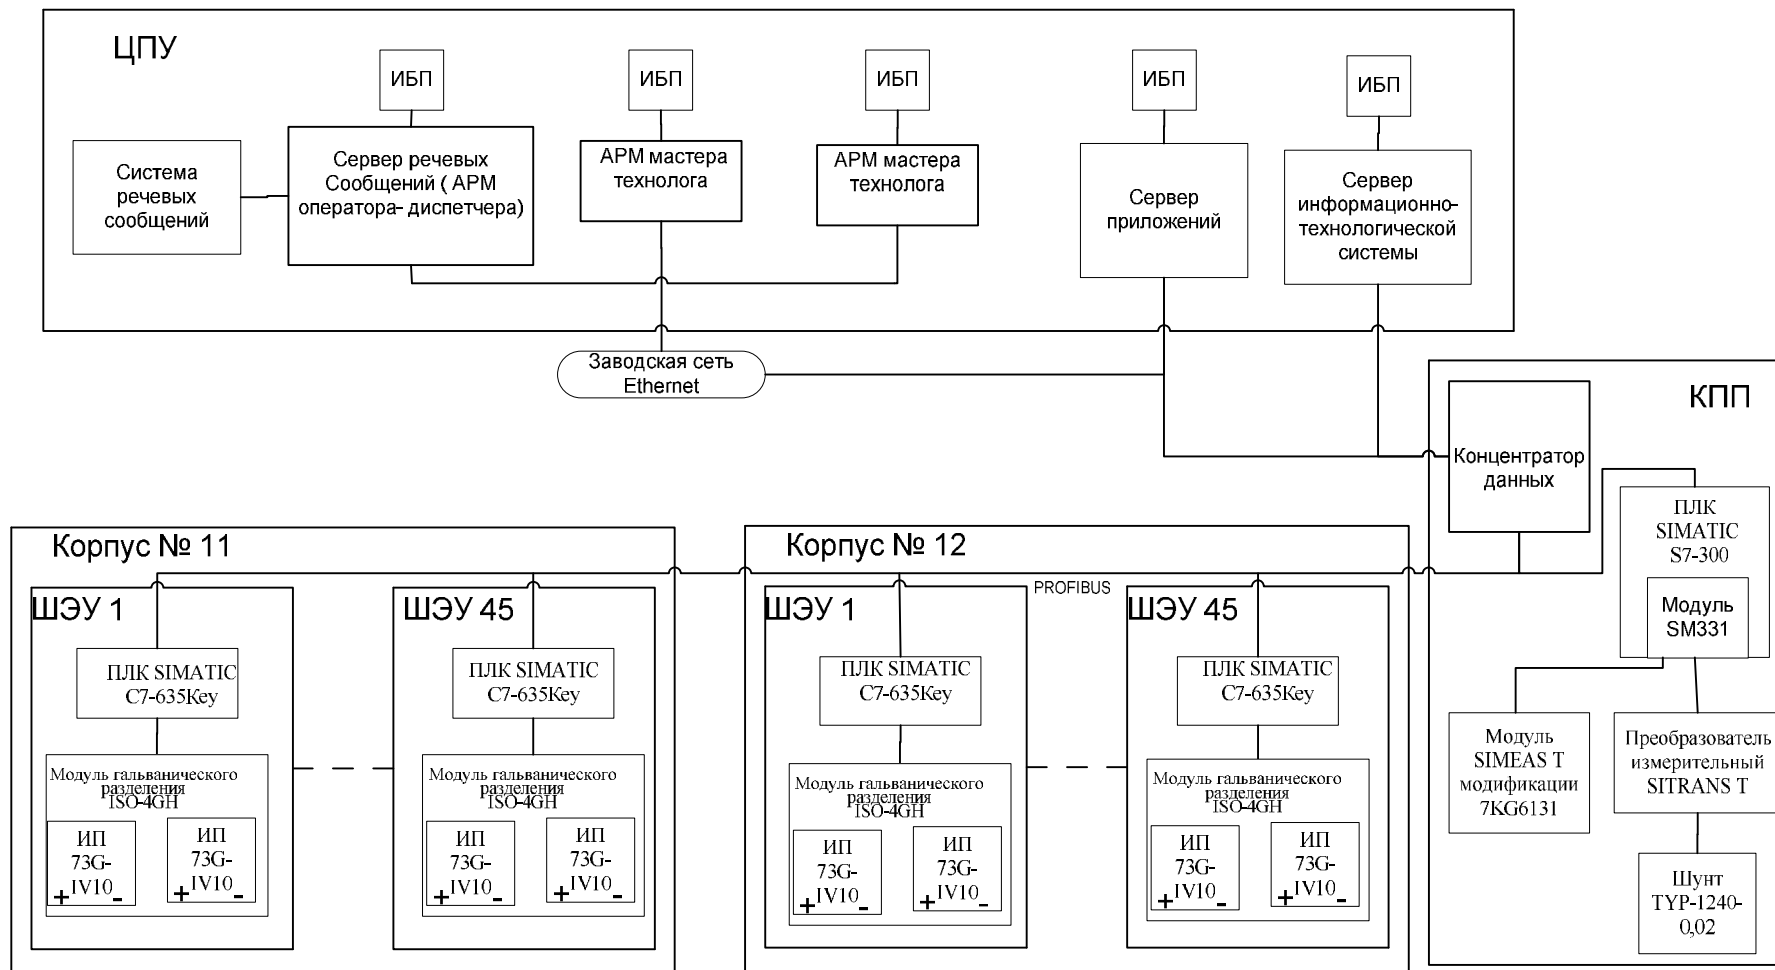 ЦПУ
ИБП
ИБП
ИБП
ИБП
ИБП
Система
речевых
сообщений
Сервер речевых
Сообщений ( АРМ
оператора- диспетчера)
АРМ мастера
технолога
АРМ мастера
технолога
Сервер
приложений
Сервер
информационно-
технологической
системы
Заводская сеть
Ethernet
КПП
Концентратор
данных
ПЛК
SIMATIC
S7-300
Модуль
SM331
Модуль
SIMEAS T
модификации
7KG6131
Преобразователь
измерительный
SITRANS T
Шунт
TYP-1240-
0,02
Корпус № 11
ШЭУ 1
ПЛК SIMATIC
C7-635Key
Модуль гальванического
разделения
ISO-4GH
ИП
73G-
IV10
+ -
ИП
73G-
IV10
+ -
ШЭУ 45
ПЛК SIMATIC
C7-635Key
Модуль гальванического
разделения
ISO-4GH
ИП
73G-
IV10
+ -
ИП
73G-
IV10
+ -
Корпус № 12
PROFIBUS
ШЭУ 1
ПЛК SIMATIC
C7-635Key
Модуль гальванического
разделения
ISO-4GH
ИП
73G-
IV10
+ -
ИП
73G-
IV10
+ -
ШЭУ 45
ПЛК SIMATIC
C7-635Key
Модуль гальванического
разделения
ISO-4GH
ИП
73G-
IV10
+ -
ИП
73G-
IV10
+ -